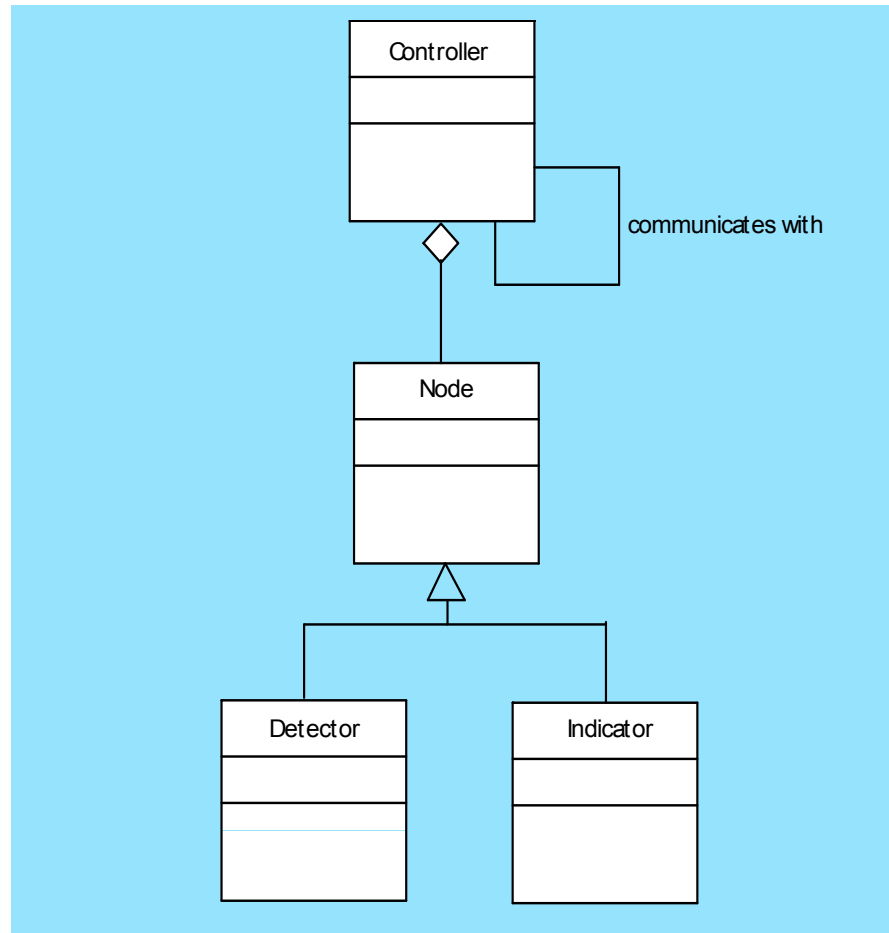 Controller
communicates with
Node
Detector
Indicator